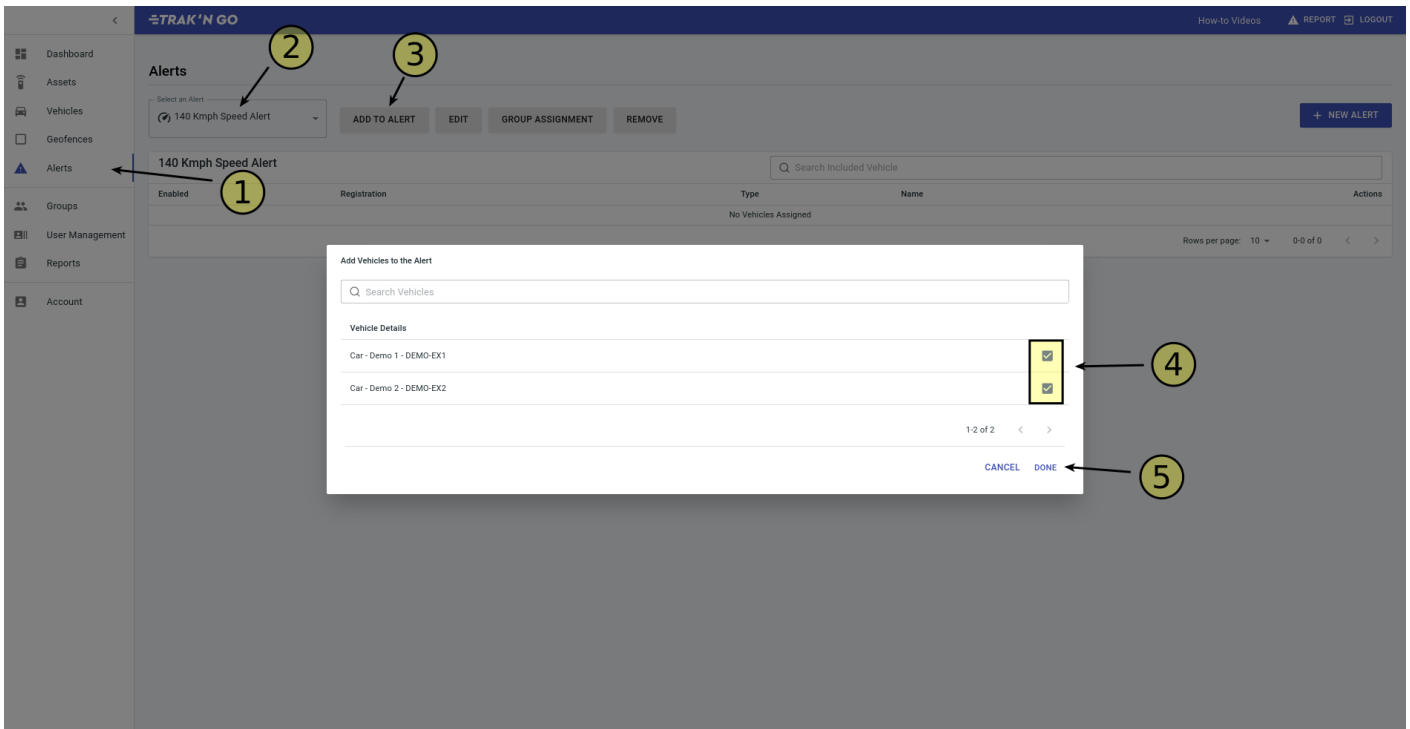 TRAK'N GO How-to Videos REPORT LOGOUT
Dashboard
Assets
Vehicles
Geofences
Alerts
Groups
User Management
Reports
Account
Alerts
Select an Alert
140 Kmph Speed Alert
ADD TO ALERT EDIT GROUP ASSIGNMENT REMOVE + NEW ALERT
140 Kmph Speed Alert Search Included Vehicle
Enabled Registration Type Name Actions
No Vehicles Assigned
Rows per page: 10 0-0 of 0 < >
Add Vehicles to the Alert
Search Vehicles
Vehicle Details
Car - Demo 1 - DEMO-EX1
Car - Demo 2 - DEMO-EX2
1-2 of 2 < >
CANCEL DONE
1
2
3
4
5